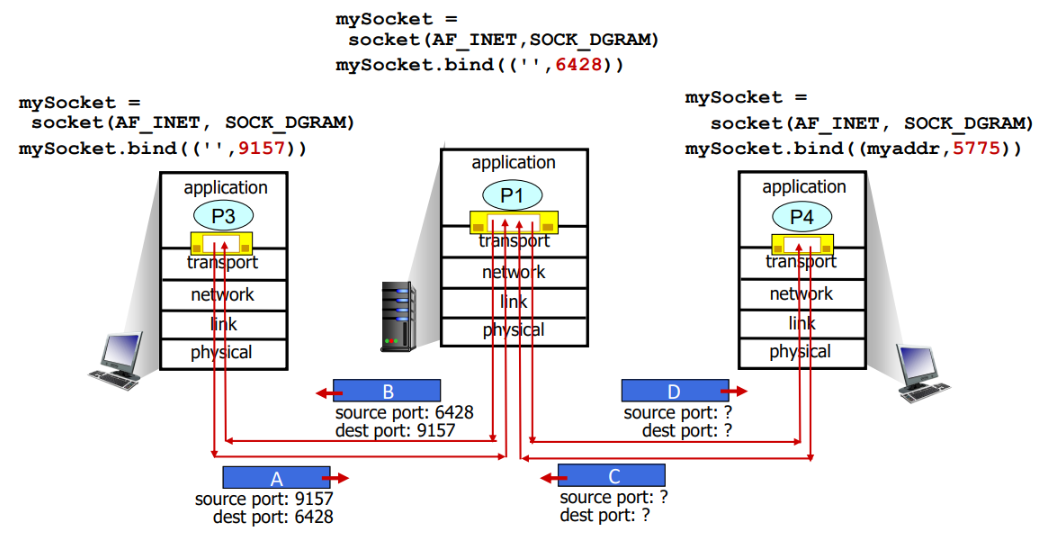 mySocket =
socket(AF_INET,SOCK_DGRAM)
mySocket.bind(('',6428))
mySocket =
socket(AF_INET, SOCK_DGRAM)
mySocket.bind(('',9157))
mySocket =
socket(AF_INET, SOCK_DGRAM)
mySocket.bind((myaddr,5775))
application
P3
transport
network
link
physical
application
P1
transport
network
link
physical
application
P4
transport
network
link
physical
B
source port: 6428
dest port: 9157
D
source port: ?
dest port: ?
A
source port: 9157
dest port: 6428
C
source port: ?
dest port: ?